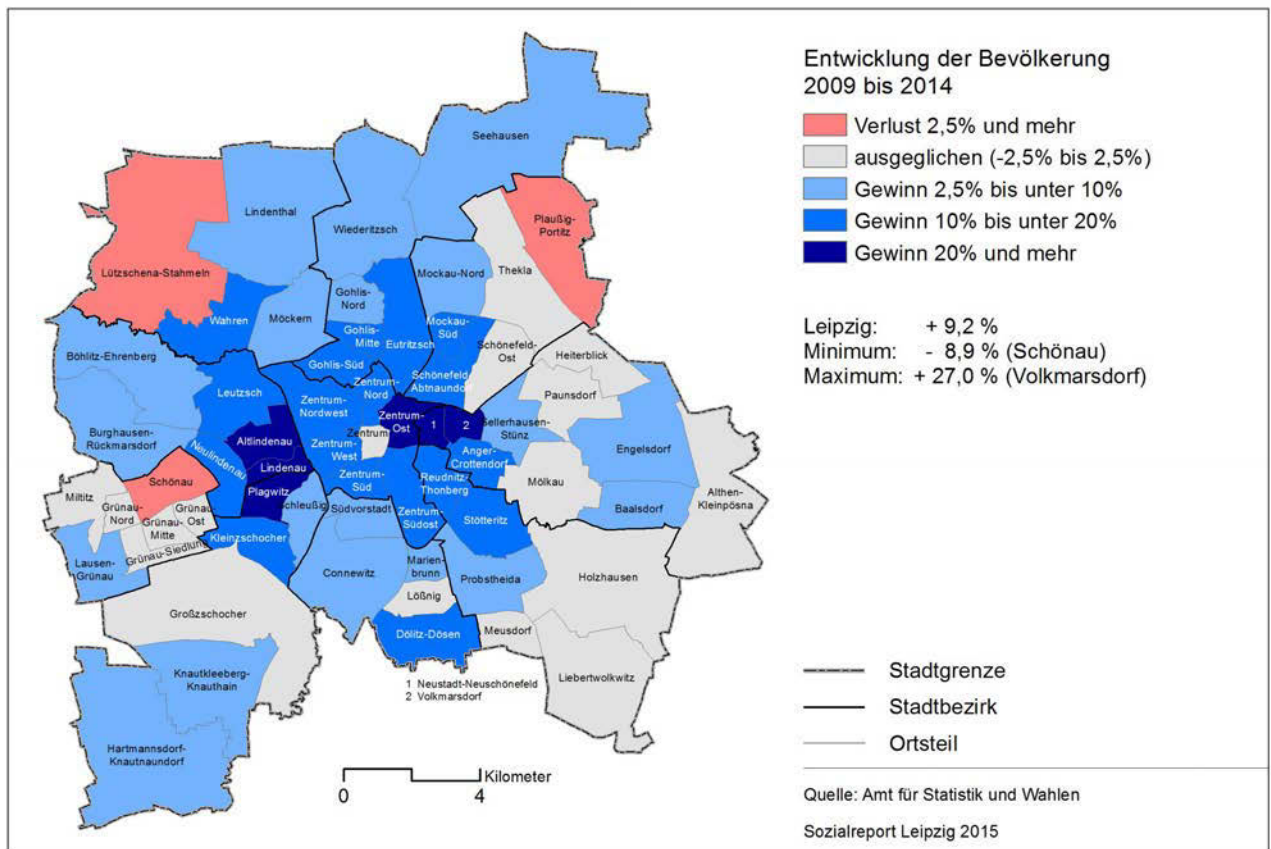 Entwicklung der Bevölkerung
2009 bis 2014
Verlust 2,5% und mehr
ausgeglichen (-2,5% bis 2,5%)
Gewinn 2,5% bis unter 10%
Gewinn 10% bis unter 20%
Gewinn 20% und mehr
Leipzig: + 9,2 %
Minimum: - 8,9 % (Schönau)
Maximum: + 27,0 % (Volkmarsdorf)
Seehausen
Lindenthal
Wiederitzsch
Plaußig-
Portitz
Lützschena-Stahmeln
Thekla
Mockau-Nord
Gohlis-
Nord
Wahren
Möckern
Gohlis-
Mitte
Eutritzsch
Mockau-
Süd
Schönefeld-
Ost
Heiterblick
Böhlitz-Ehrenberg
Gohlis-Süd
Schönefeld-
Abtnaundorf
Leutzsch
Zentrum-
Nord
Zentrum-
Nordwest
Paunsdorf
Zentrum-
Ost
1
2
Sellerhausen-
Stünz
Burghausen-
Rückmarsdorf
Altlindenau
Zentrum
Engelsdorf
Neulindenau
Lindenau
Zentrum-
West
Anger-
Crottendorf
Schönau
Plagwitz
Zentrum-
Süd
Reudnitz-
Thonberg
Mölkau
Miltitz
Grünau-
Nord
Grünau-
Ost
Grünau-
Mitte
Grünau-Siedlung
Schleußig
Südvorstadt
Zentrum-
Südost
Stötteritz
Baalsdorf
Althen-
Kleinpösna
Kleinzschocher
Lausen-
Grünau
Connewitz
Marien-
brunn
Probstheida
Holzhausen
Lößnig
Großzschocher
Dölitz-Dösen
Meusdorf
Liebertwolkwitz
Knautkleeberg-
Knauthain
1 Neustadt-Neuschönefeld
2 Volkmarsdorf
Hartmannsdorf-
Knautnaundorf
Kilometer
0 4
Stadtgrenze
Stadtbezirk
Ortsteil
Quelle: Amt für Statistik und Wahlen
Sozialreport Leipzig 2015